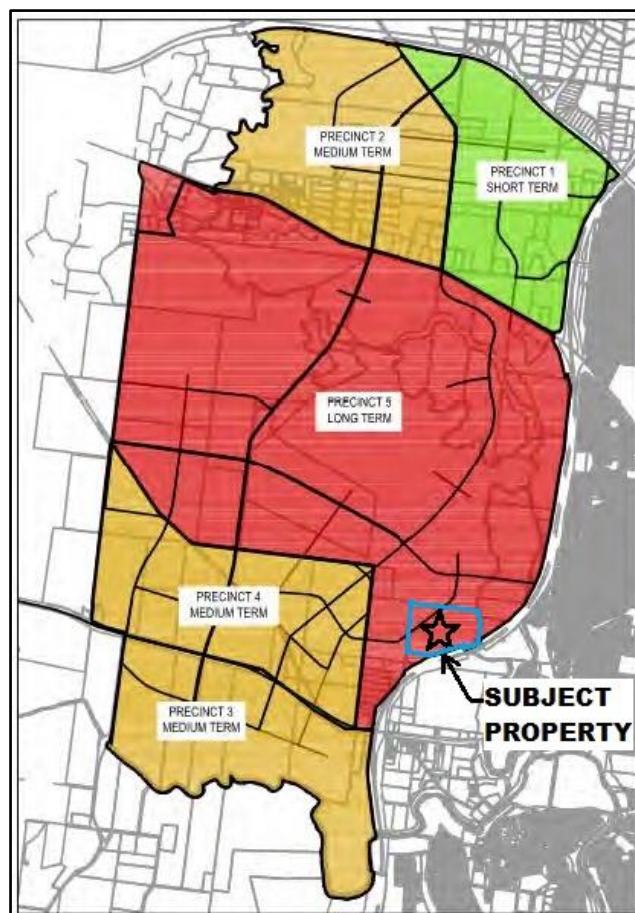 PRECINCT 2
MEDIUM TERM
PRECINCT 1
SHORT TERM
PRECINCT 5
LONG TERM
PRECINCT 4
MEDIUM TERM
PRECINCT 3
MEDIUM TERM
SUBJECT
PROPERTY